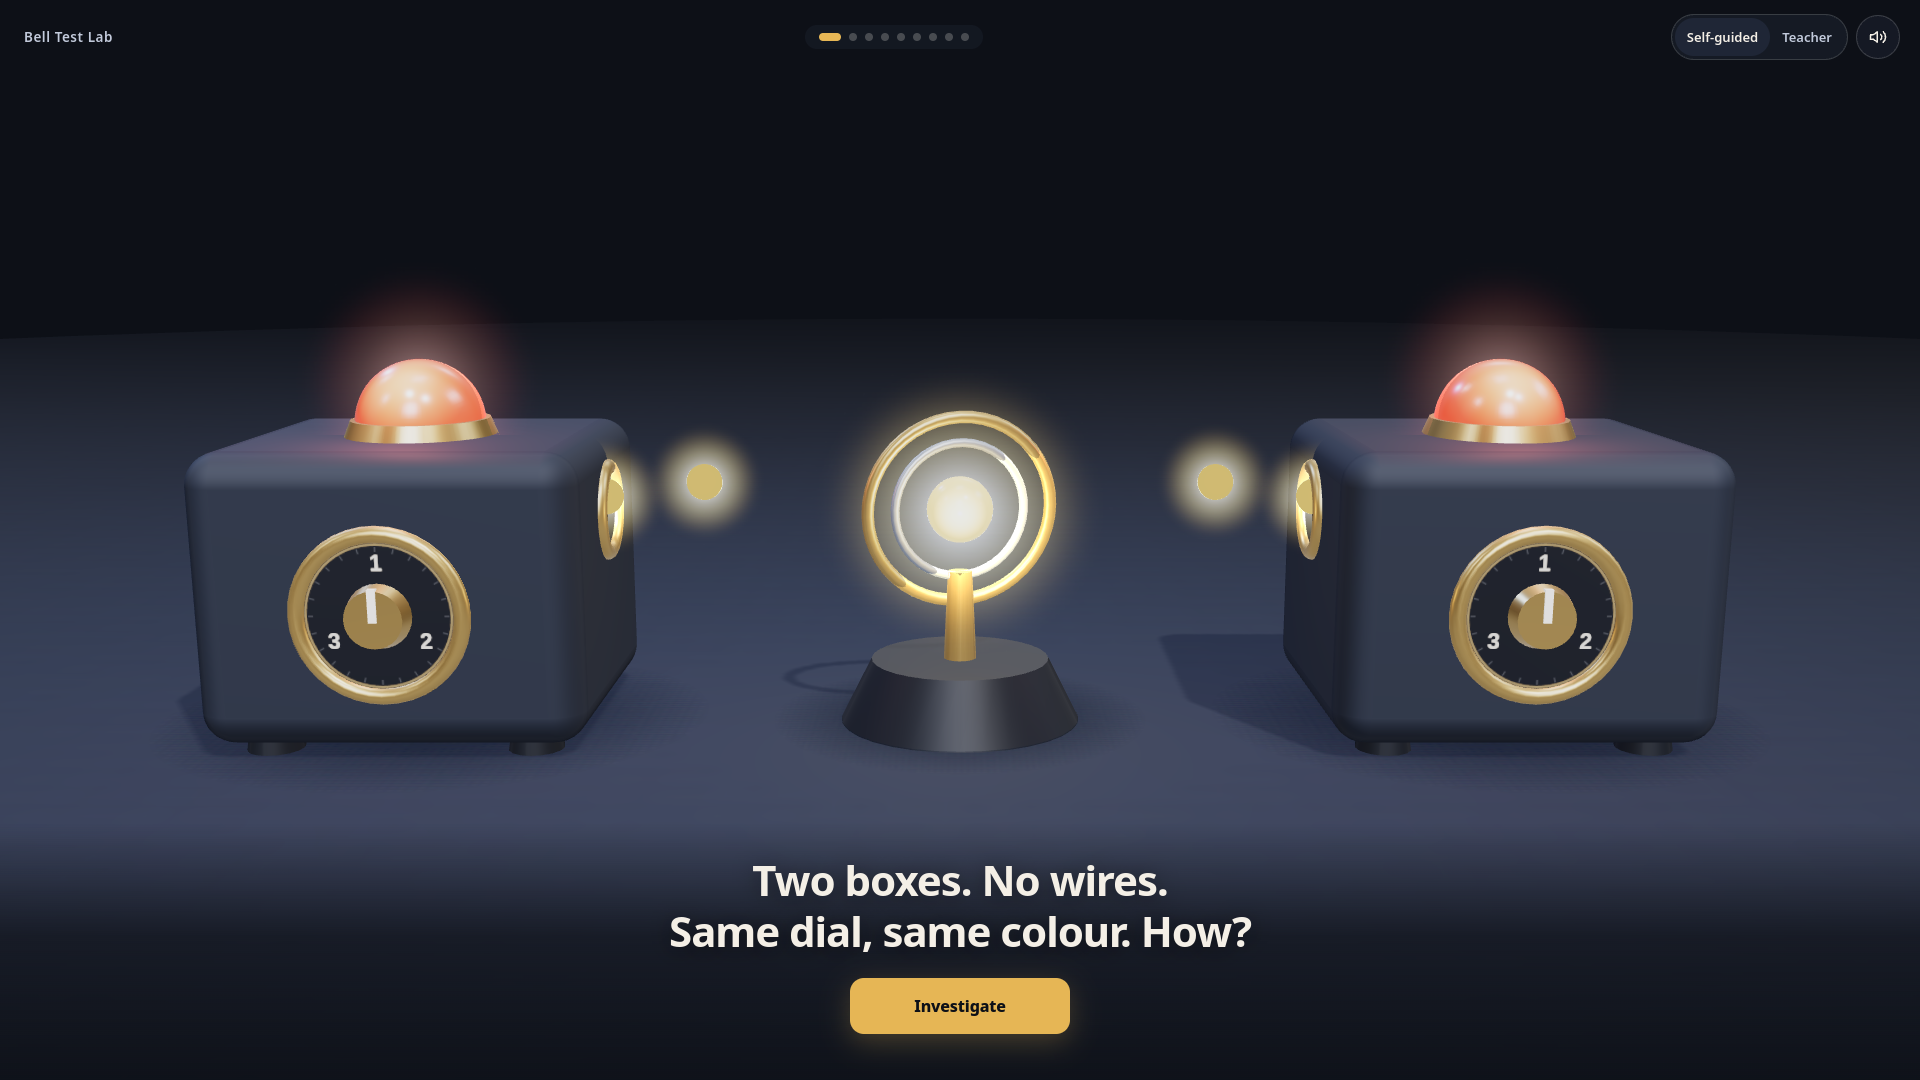 Bell Test Lab
Self-guided
Teacher
1
3
2
1
3
2
Two boxes. No wires.
Same dial, same colour. How?
Investigate